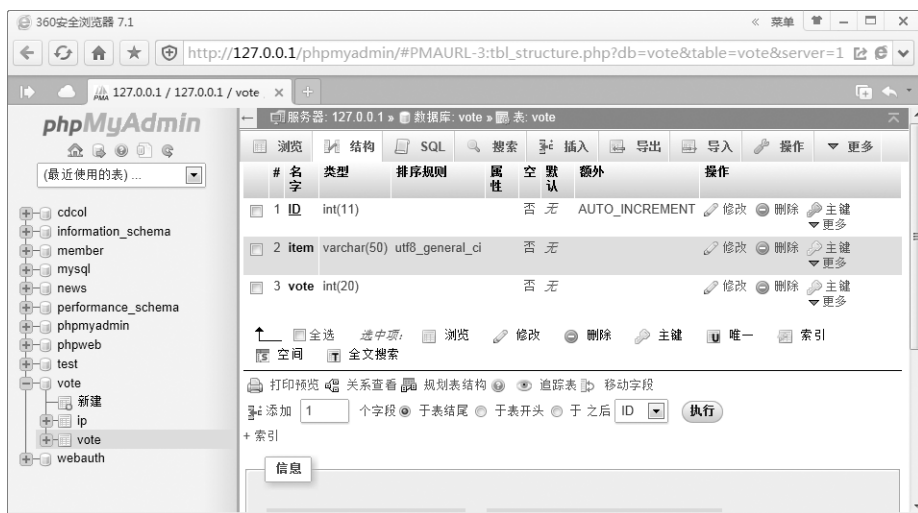 360安全浏览器 7.1
菜单
http://127.0.0.1/phpmyadmin/#PMAURL-3:tbl_structure.php?db=vote&table=vote&server=1
127.0.0.1 / 127.0.0.1 / vote
phpMyAdmin
(最近使用的表) ...
cdcol
information_schema
member
mysql
news
performance_schema
phpmyadmin
phpweb
test
vote
新建
ip
vote
webauth
服务器: 127.0.0.1 » 数据库: vote » 表: vote
浏览 结构 SQL 搜索 插入 导出 导入 操作 更多
# 名字 类型 排序规则 属性 空 默认 额外 操作
1 ID int(11) 否 无 AUTO_INCREMENT 修改 删除 主键
更多
2 item varchar(50) utf8_general_ci 否 无 修改 删除 主键
更多
3 vote int(20) 否 无 修改 删除 主键
更多
全选 选中项: 浏览 修改 删除 主键 唯一 索引
空间 全文搜索
打印预览 关系查看 规划表结构 追踪表 移动字段
添加 1 个字段 于表结尾 于表开头 于 之后 ID 执行
+ 索引
信息